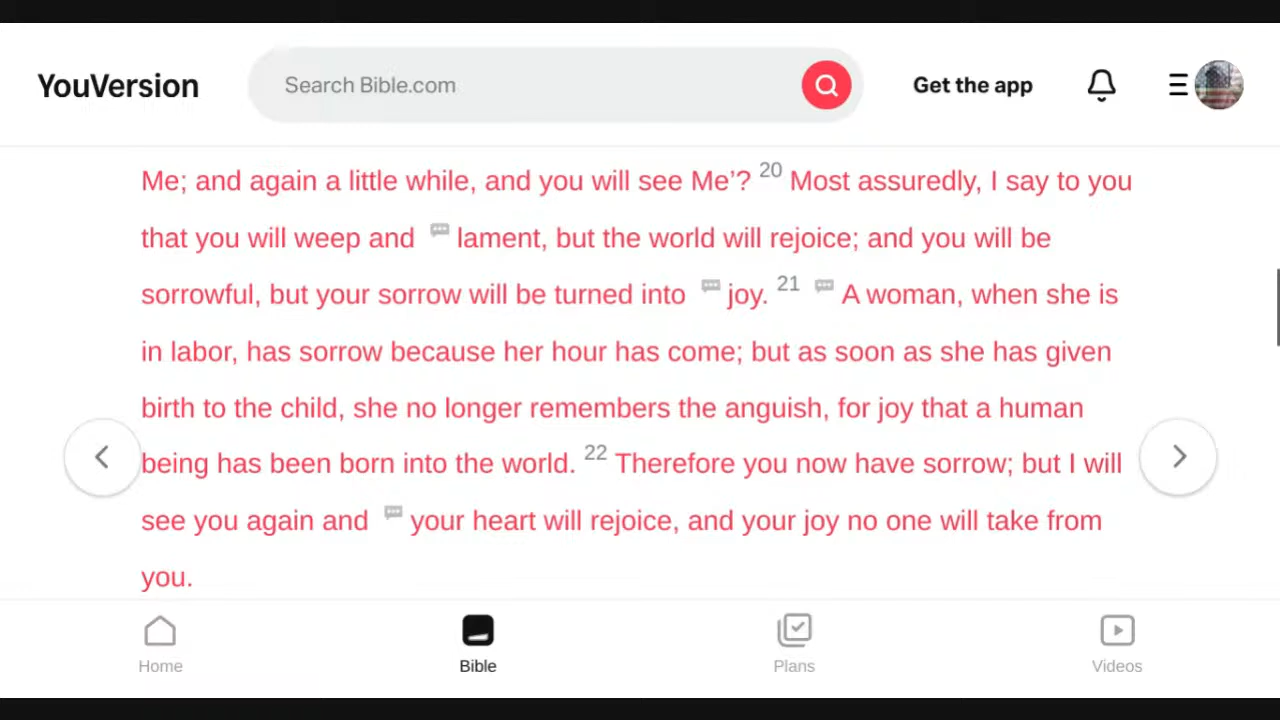 YouVersion
Search Bible.com
Get the app
Me; and again a little while, and you will see Me’? 20 Most assuredly, I say to you
that you will weep and lament, but the world will rejoice; and you will be
sorrowful, but your sorrow will be turned into joy. 21 A woman, when she is
in labor, has sorrow because her hour has come; but as soon as she has given
birth to the child, she no longer remembers the anguish, for joy that a human
being has been born into the world. 22 Therefore you now have sorrow; but I will
see you again and your heart will rejoice, and your joy no one will take from
you.
Home
Bible
Plans
Videos